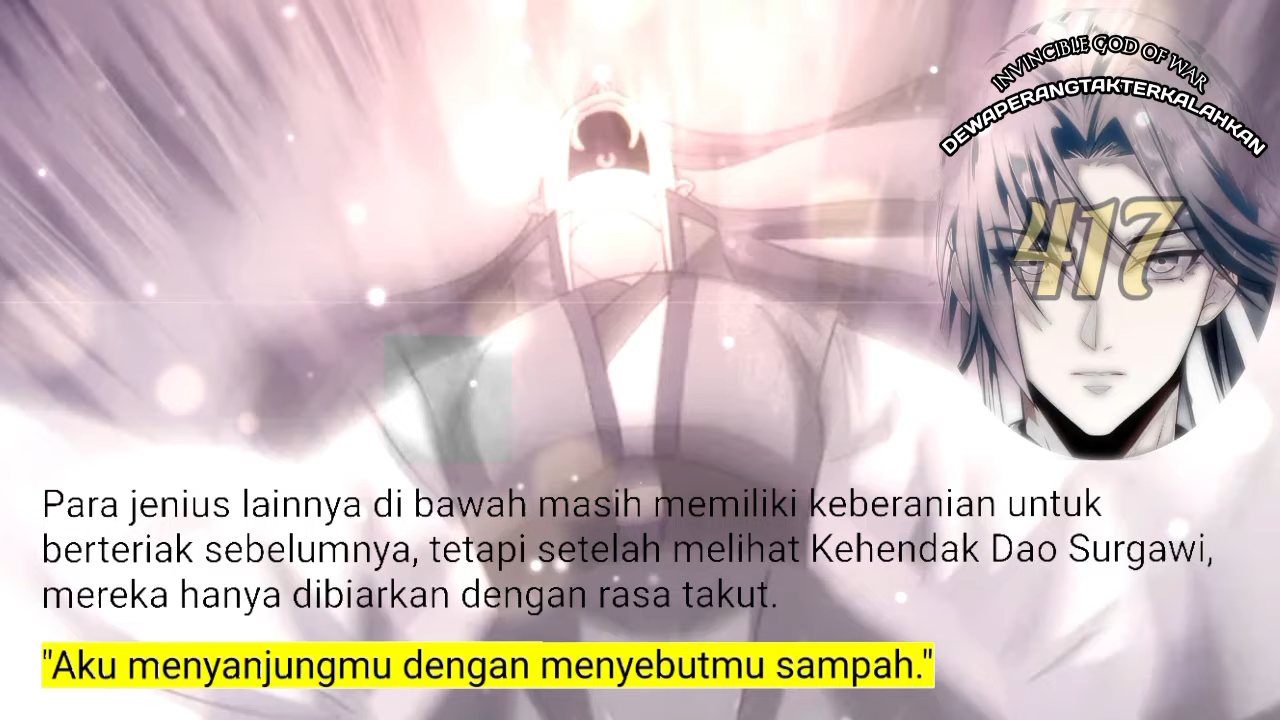 INVINCIBLE GOD OF WAR
DEWAPERANGTAKTERKALAHKAN
417
Para jenius lainnya di bawah masih memiliki keberanian untuk
berteriak sebelumnya, tetapi setelah melihat Kehendak Dao Surgawi,
mereka hanya dibiarkan dengan rasa takut.
"Aku menyanjungmu dengan menyebutmu sampah."